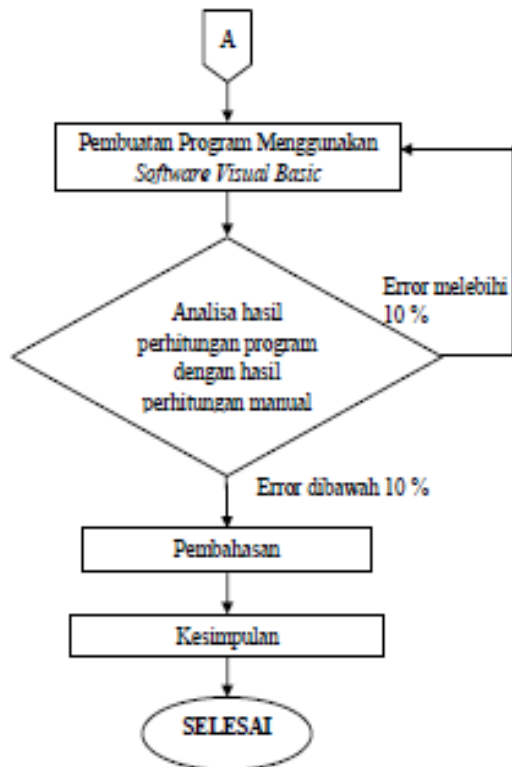 A
Pembuatan Program Menggunakan
Software Visual Basic
Error melebihi
10 %
Analisa hasil
perhitungan program
dengan hasil
perhitungan manual
Error dibawah 10 %
Pembahasan
Kesimpulan
SELESAI